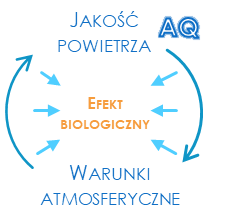 JAKOŚĆ
POWIETRZA
AQ
EFEKT
BIOLOGICZNY
WARUNKI
ATMOSFERYCZNE